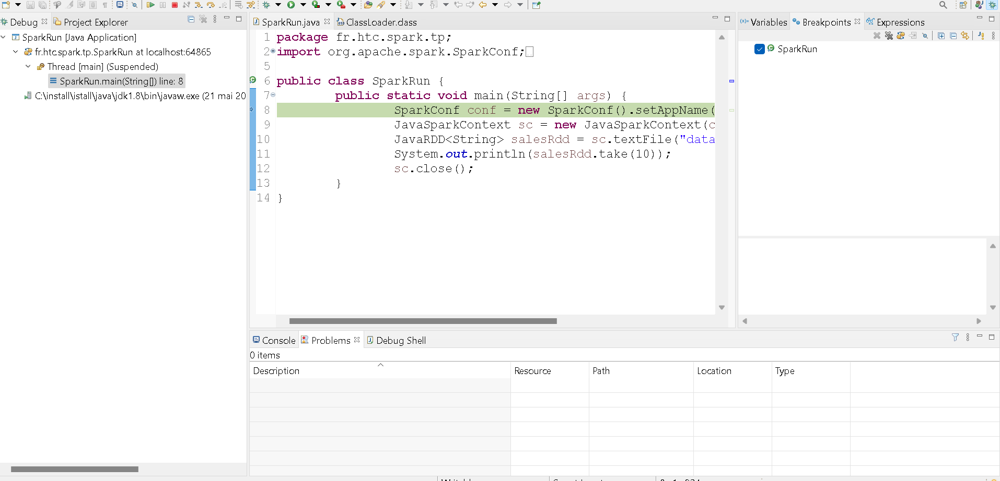 Debug
Project Explorer
SparkRun [Java Application]
fr.htc.spark.tp.SparkRun at localhost:64865
Thread [main] (Suspended)
SparkRun.main(String[]) line: 8
C:\install\istall\java\jdk1.8\bin\javaw.exe (21 mai 20
SparkRun.java
ClassLoader.class
1 package fr.htc.spark.tp;
2 import org.apache.spark.SparkConf;
5
6 public class SparkRun {
7 public static void main(String[] args) {
8 SparkConf conf = new SparkConf().setAppName(
9 JavaSparkContext sc = new JavaSparkContext(c
10 JavaRDD<String> salesRdd = sc.textFile("data
11 System.out.println(salesRdd.take(10));
12 sc.close();
13 }
14 }
Variables
Breakpoints
Expressions
SparkRun
Console
Problems
Debug Shell
0 items
Description Resource Path Location Type